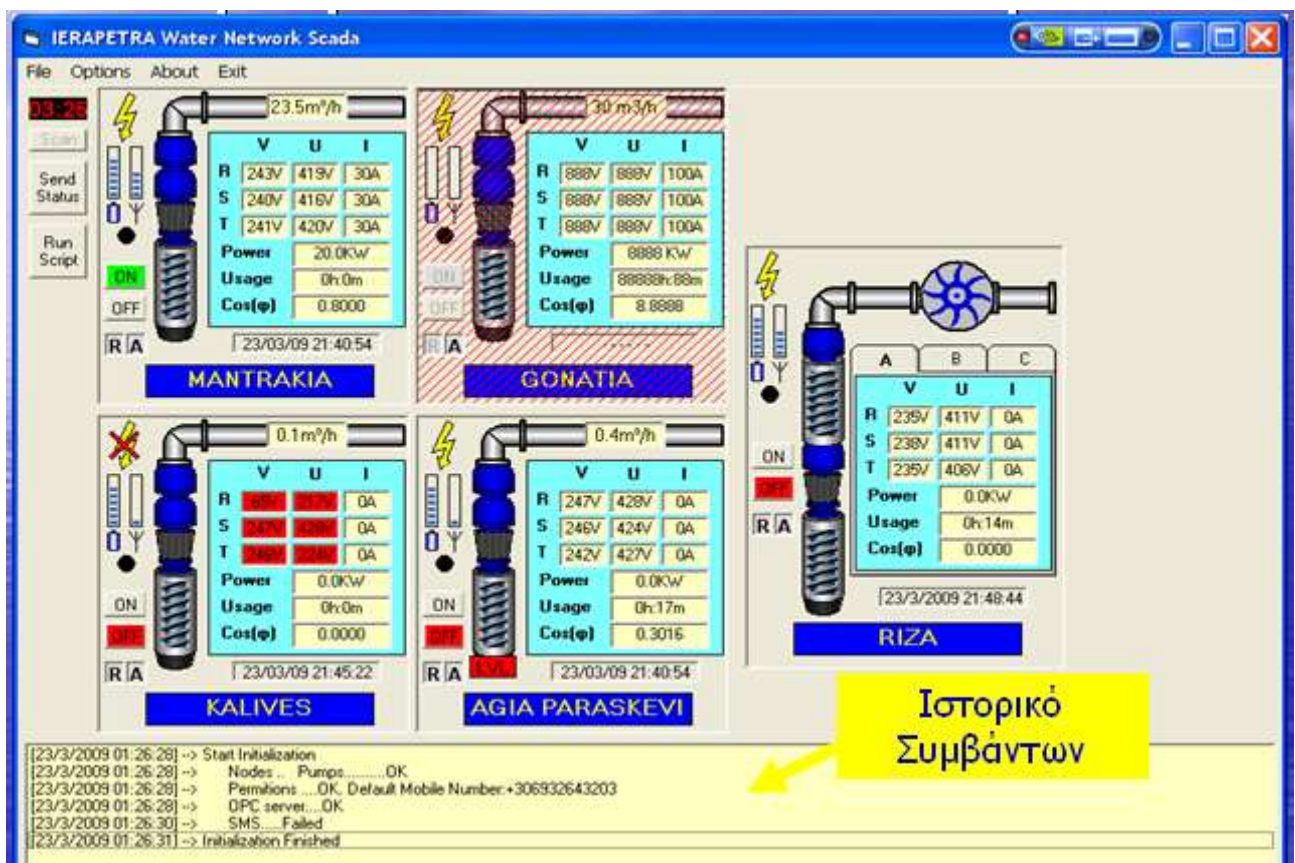 IERAPETRA Water Network Scada
File Options About Exit
03:26
Scan
Send
Status
Run
Script
23.5m³/h
V U I
R 243V 419V 30A
S 240V 416V 30A
T 241V 420V 30A
Power 20.0KW
Usage 0h:0m
Cos(φ) 0.8000
ON
OFF
R A
23/03/09 21:40:54
MANTRAKIA
30 m3/h
V U I
R 888V 888V 100A
S 888V 888V 100A
T 888V 888V 100A
Power 8888 KW
Usage 88888h:88m
Cos(φ) 8.8888
ON
OFF
R A
-----
GONATIA
0.1m³/h
V U I
R 0A
S 247V 428V 0A
T 246V 224V 0A
Power 0.0KW
Usage 0h:0m
Cos(φ) 0.0000
ON
OFF
R A
23/03/09 21:45:22
KALIVES
0.4m³/h
V U I
R 247V 428V 0A
S 246V 424V 0A
T 242V 427V 0A
Power 0.0KW
Usage 0h:17m
Cos(φ) 0.3016
ON
OFF
R A
LVL
23/03/09 21:40:54
AGIA PARASKEVI
A B C
V U I
R 235V 411V 0A
S 238V 411V 0A
T 235V 406V 0A
Power 0.0KW
Usage 0h:14m
Cos(φ) 0.0000
ON
OFF
R A
23/3/2009 21:48:44
RIZA
Ιστορικό
Συμβάντων
[23/3/2009 01:26:28] --> Start Initialization
[23/3/2009 01:26:28] --> Nodes .. Pumps..........OK
[23/3/2009 01:26:28] --> Permitions ....OK. Default Mobile Number:+306932643203
[23/3/2009 01:26:28] --> OPC server....OK
[23/3/2009 01:26:30] --> SMS.....Failed
[23/3/2009 01:26:31] --> Initialization Finished